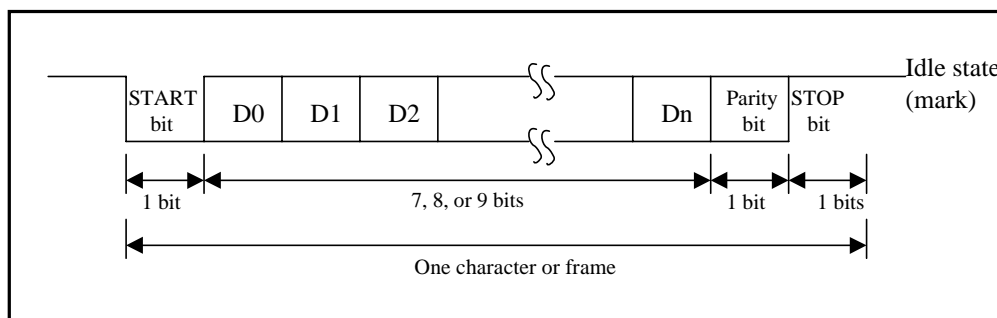 Idle state
(mark)
START
bit
D0
D1
D2
Dn
Parity
bit
STOP
bit
1 bit
7, 8, or 9 bits
1 bit
1 bits
One character or frame